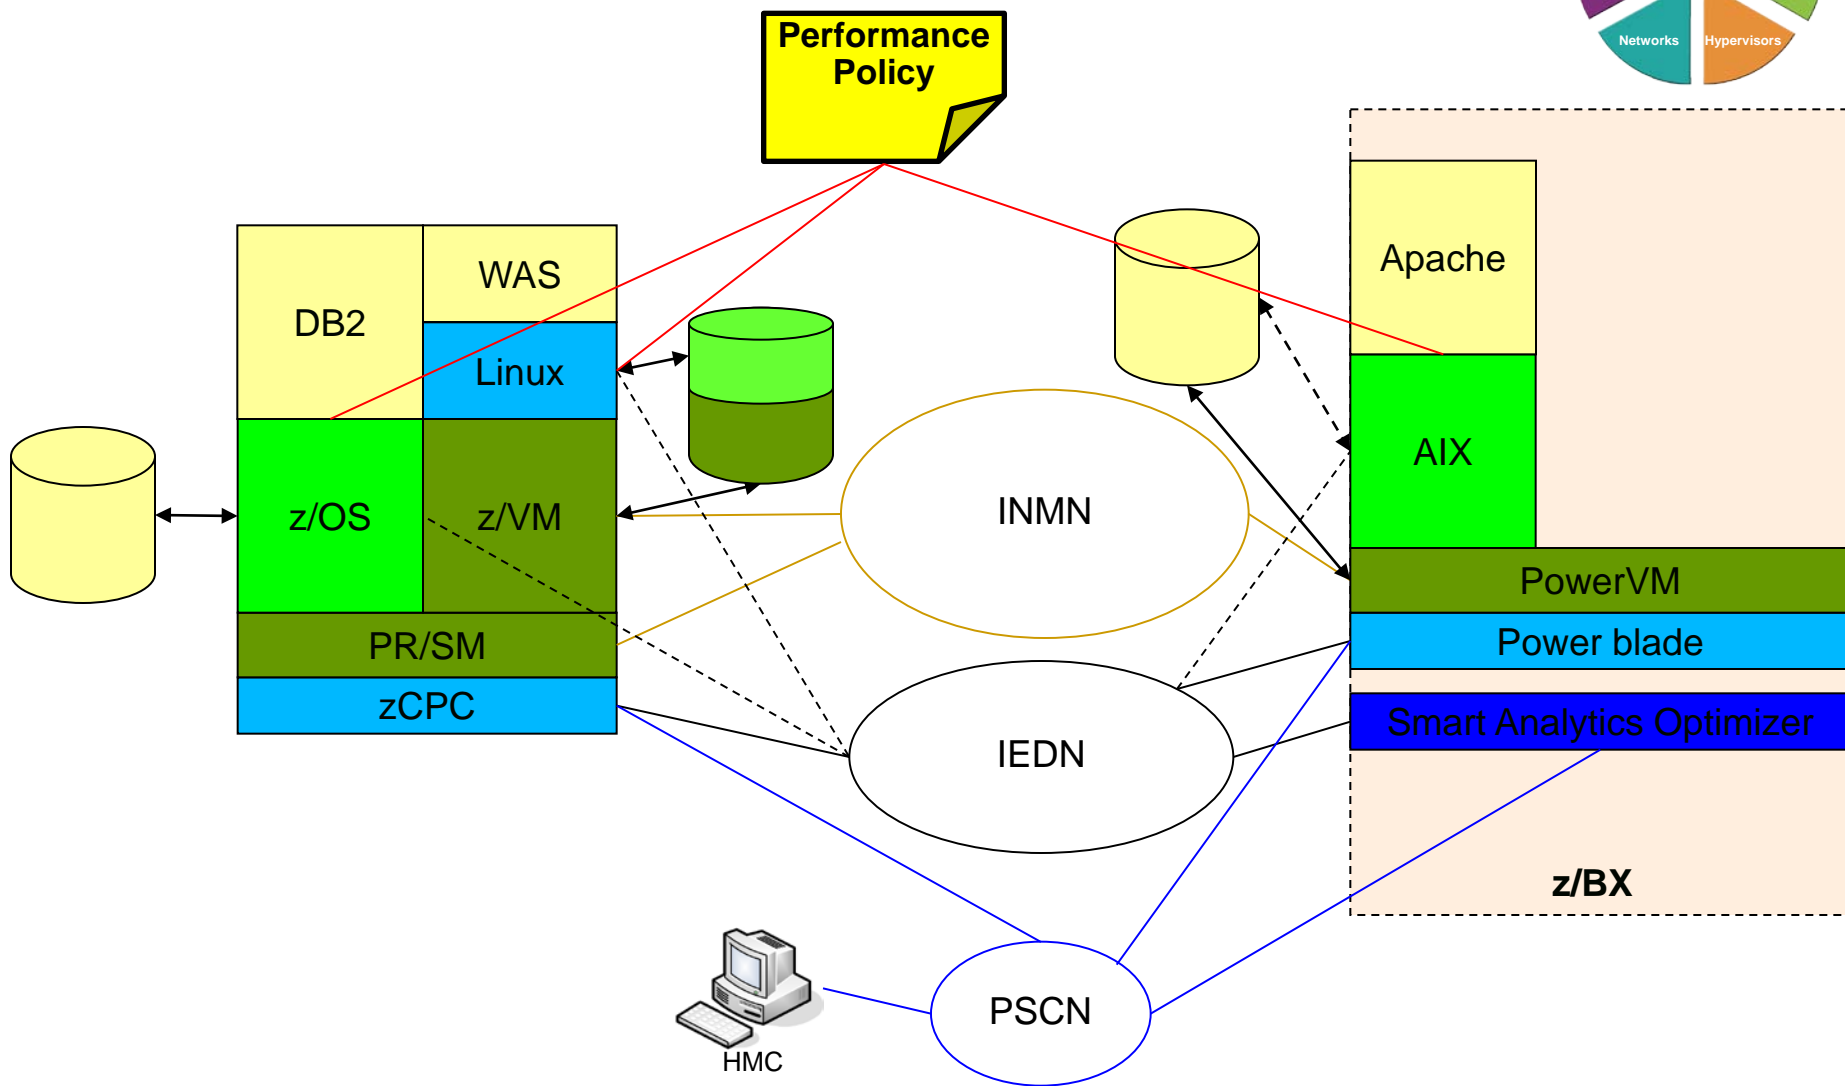 Performance
Policy
Networks
Hypervisors
DB2
WAS
Linux
z/OS
z/VM
PR/SM
zCPC
INMN
IEDN
PSCN
HMC
Apache
AIX
PowerVM
Power blade
Smart Analytics Optimizer
z/BX